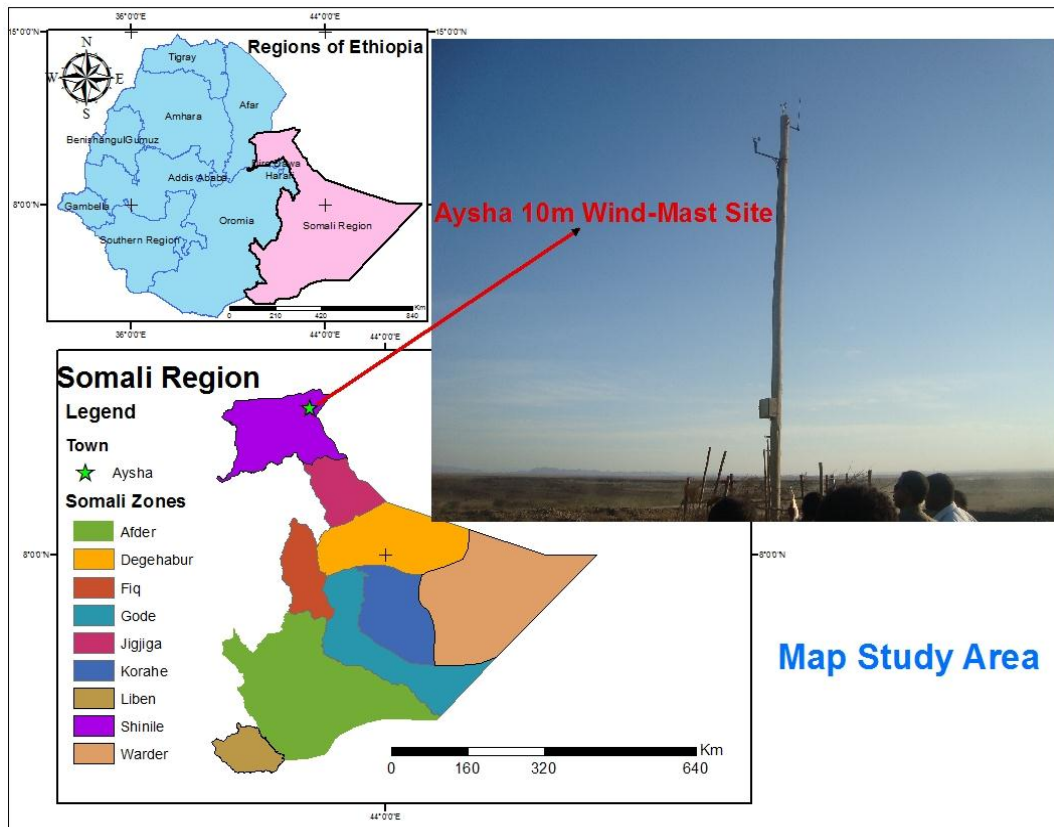 36°0'0"E
44°0'0"E
15°0'0"N
15°0'0"N
Regions of Ethiopia
N
W
E
S
Tigray
Afar
Amhara
BenishangulGumuz
Dire Dawa
Harari
Addis Ababa
Gambella
Oromia
Somali Region
Southern Region
8°0'0"N
Km
0 210 420 840
36°0'0"E
44°0'0"E
44°0'0"E
Aysha 10m Wind-Mast Site
Somali Region
Legend
Town
Aysha
Somali Zones
Afder
Degehabur
Fiq
Gode
Jigjiga
Korahe
Liben
Shinile
Warder
8°0'0"N
8°0'0"N
Map Study Area
Km
0 160 320 640
44°0'0"E